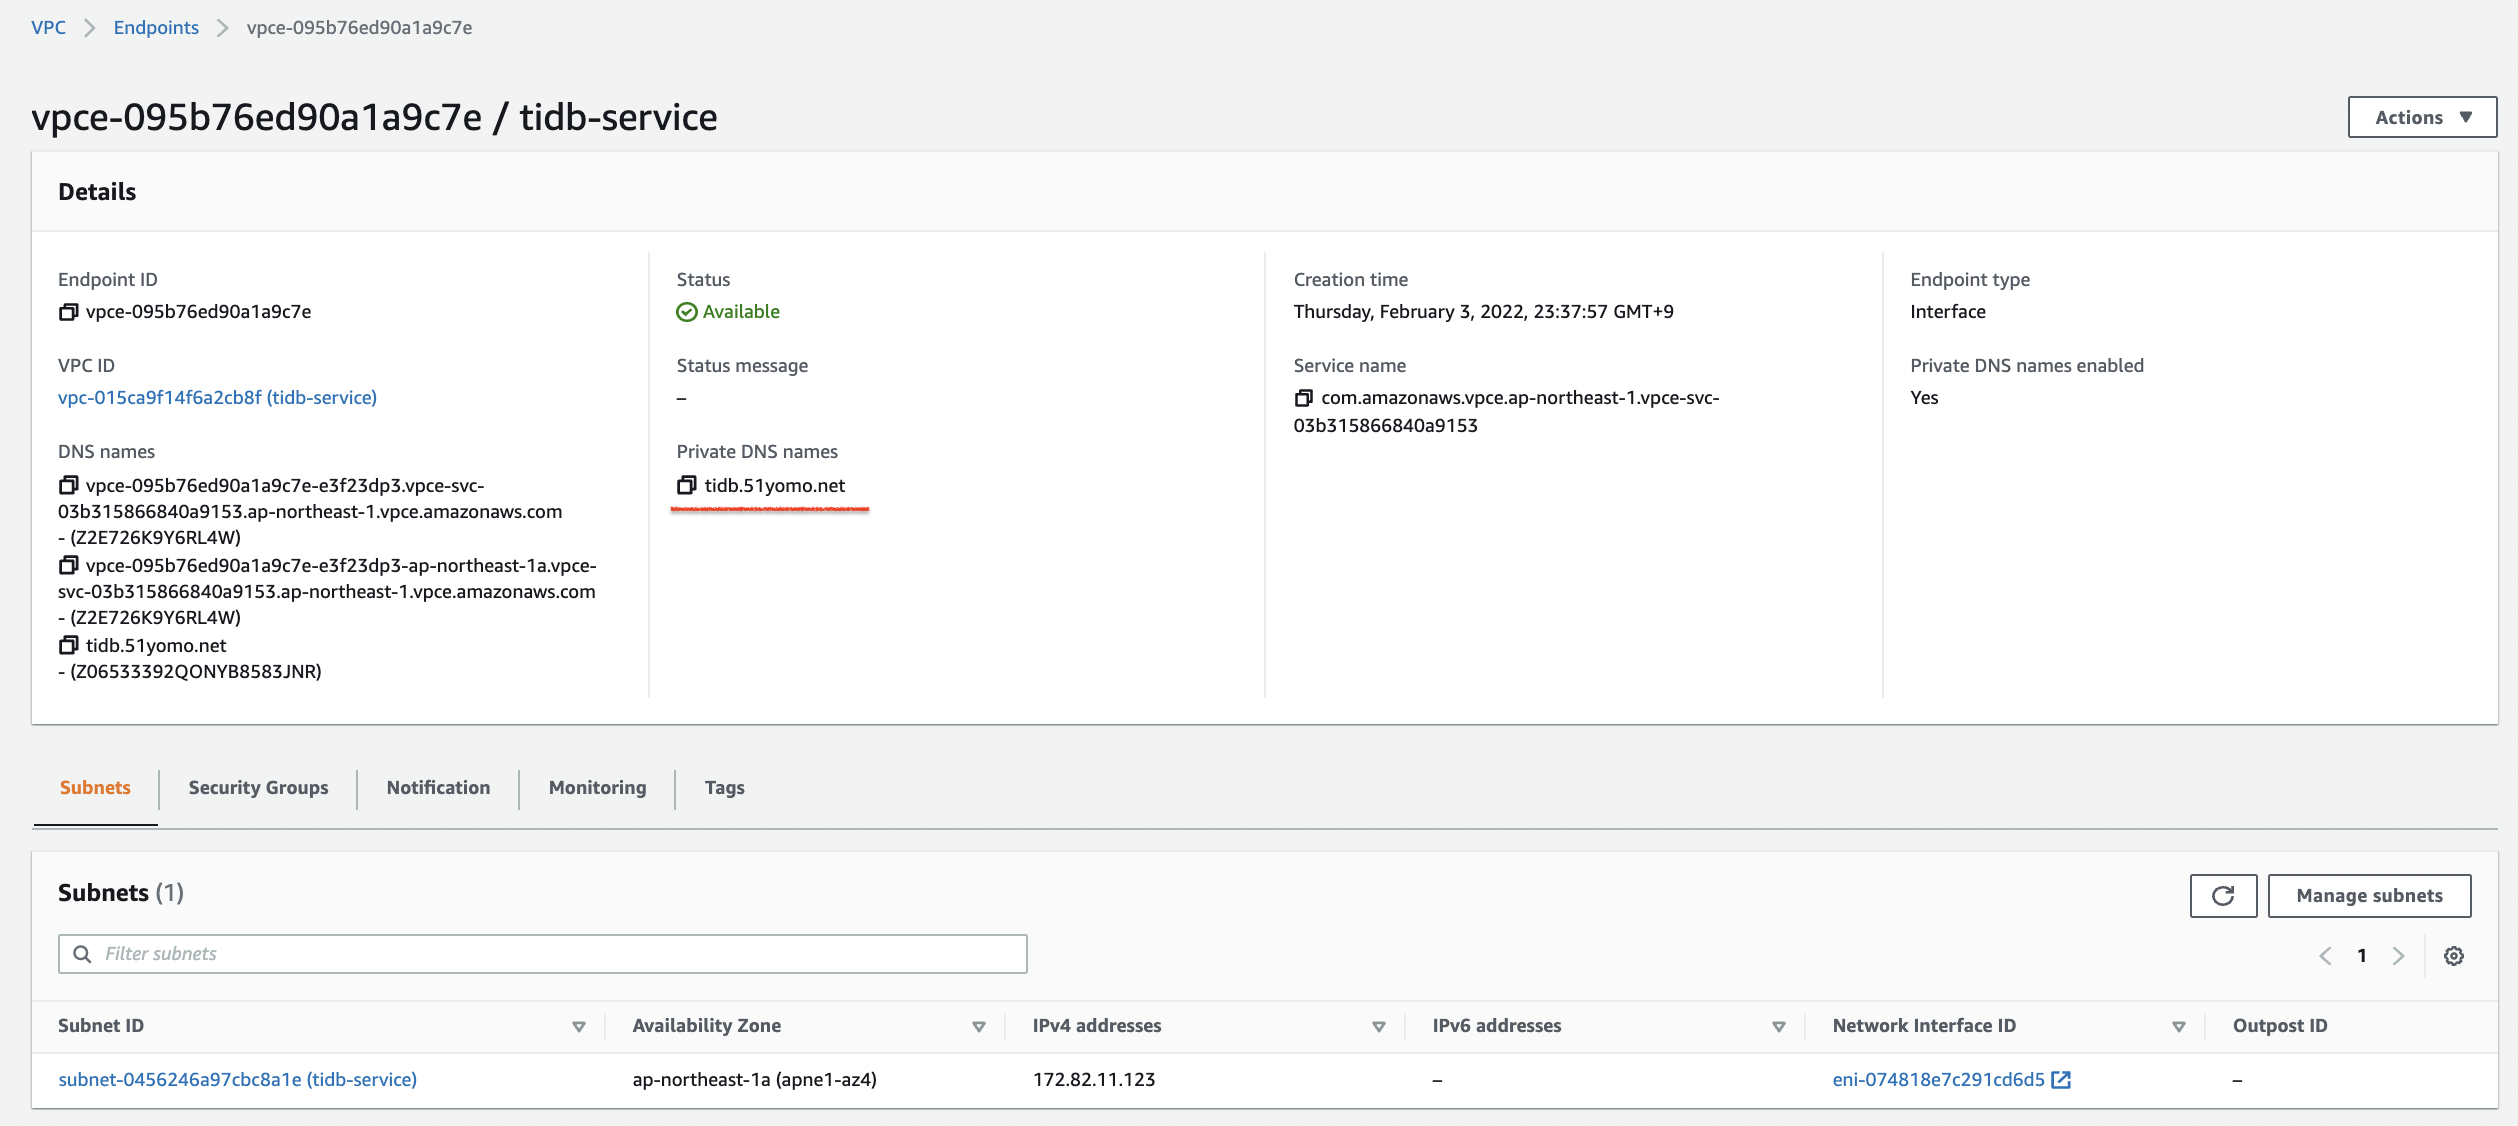 VPC > Endpoints > vpce-095b76ed90a1a9c7e
vpce-095b76ed90a1a9c7e / tidb-service
Actions ▼
Details
Endpoint ID
vpce-095b76ed90a1a9c7e
VPC ID
vpc-015ca9f14f6a2cb8f (tidb-service)
DNS names
vpce-095b76ed90a1a9c7e-e3f23dp3.vpce-svc-
03b315866840a9153.ap-northeast-1.vpce.amazonaws.com
- (Z2E726K9Y6RL4W)
vpce-095b76ed90a1a9c7e-e3f23dp3-ap-northeast-1a.vpce-
svc-03b315866840a9153.ap-northeast-1.vpce.amazonaws.com
- (Z2E726K9Y6RL4W)
tidb.51yomo.net
- (Z06533392QONYB8583JNR)
Status
Available
Status message
–
Private DNS names
tidb.51yomo.net
Creation time
Thursday, February 3, 2022, 23:37:57 GMT+9
Service name
com.amazonaws.vpce.ap-northeast-1.vpce-svc-
03b315866840a9153
Endpoint type
Interface
Private DNS names enabled
Yes
Subnets Security Groups Notification Monitoring Tags
Subnets (1)
Manage subnets
Filter subnets
1
Subnet ID Availability Zone IPv4 addresses IPv6 addresses Network Interface ID Outpost ID
subnet-0456246a97cbc8a1e (tidb-service) ap-northeast-1a (apne1-az4) 172.82.11.123 – eni-074818e7c291cd6d5 –